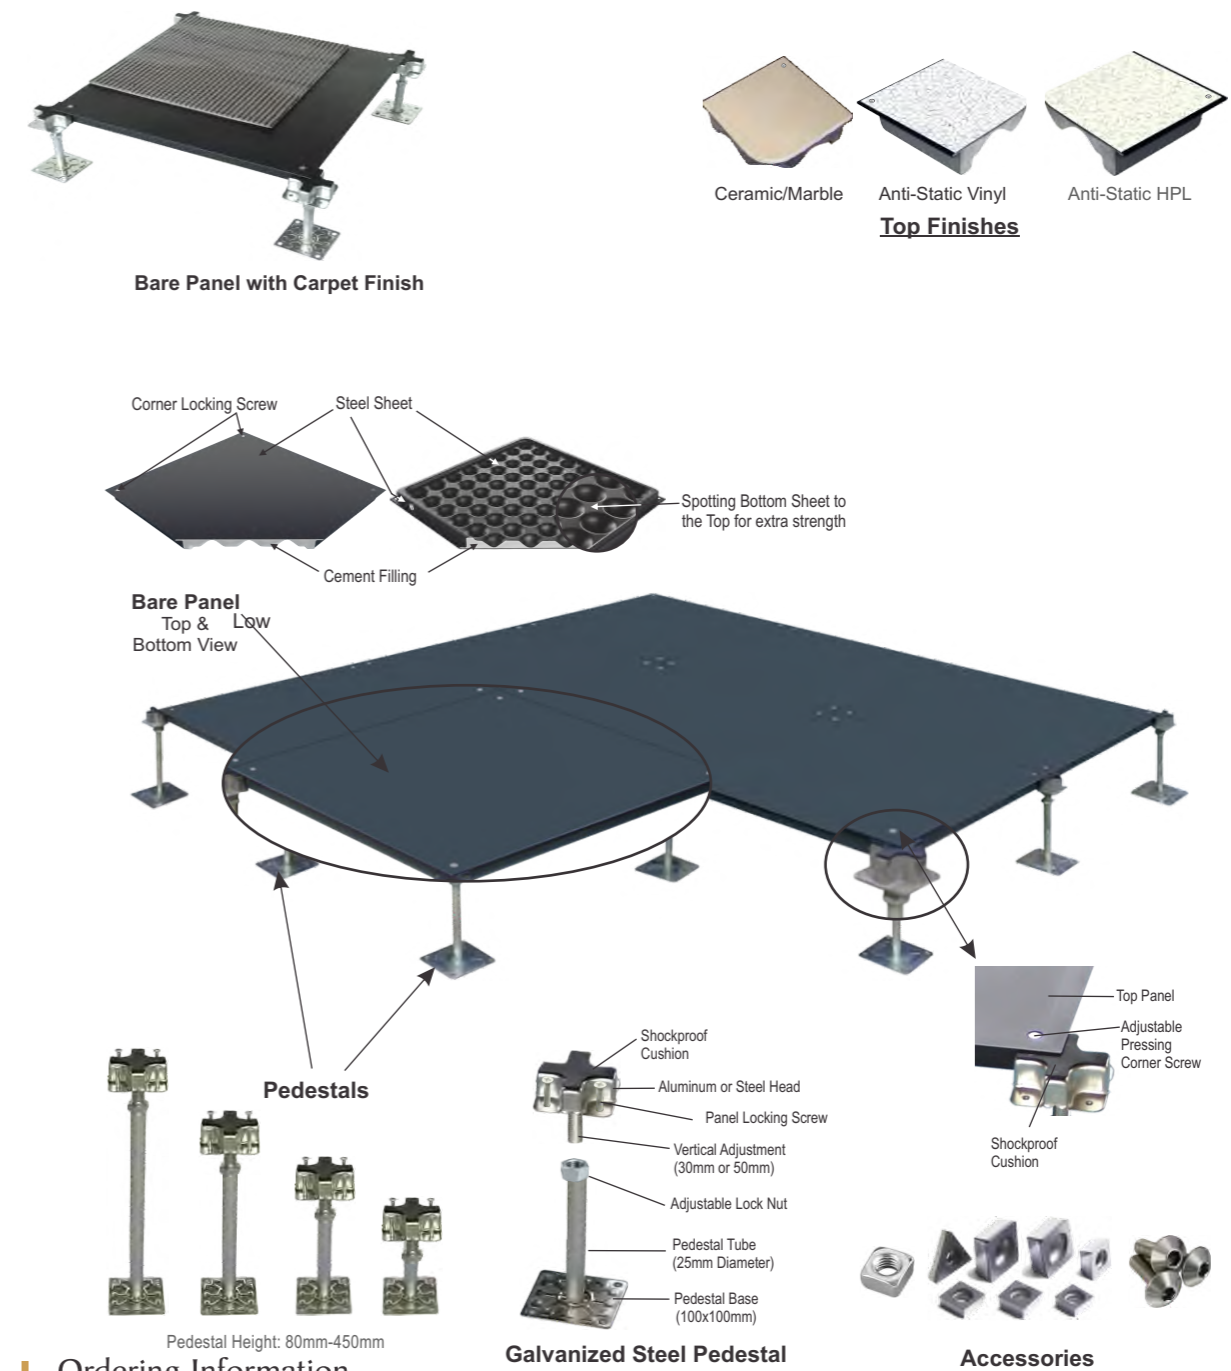 Ceramic/Marble
Anti-Static Vinyl
Anti-Static HPL
Top Finishes
Bare Panel with Carpet Finish
Corner Locking Screw
Steel Sheet
Spotting Bottom Sheet to
the Top for extra strength
Cement Filling
Bare Panel
Top & Low
Bottom View
Top Panel
Adjustable
Pressing
Corner Screw
Shockproof
Cushion
Pedestals
Shockproof
Cushion
Aluminum or Steel Head
Panel Locking Screw
Vertical Adjustment
(30mm or 50mm)
Adjustable Lock Nut
Pedestal Tube
(25mm Diameter)
Pedestal Base
(100x100mm)
Pedestal Height: 80mm-450mm
Galvanized Steel Pedestal
Accessories
Ordering Information